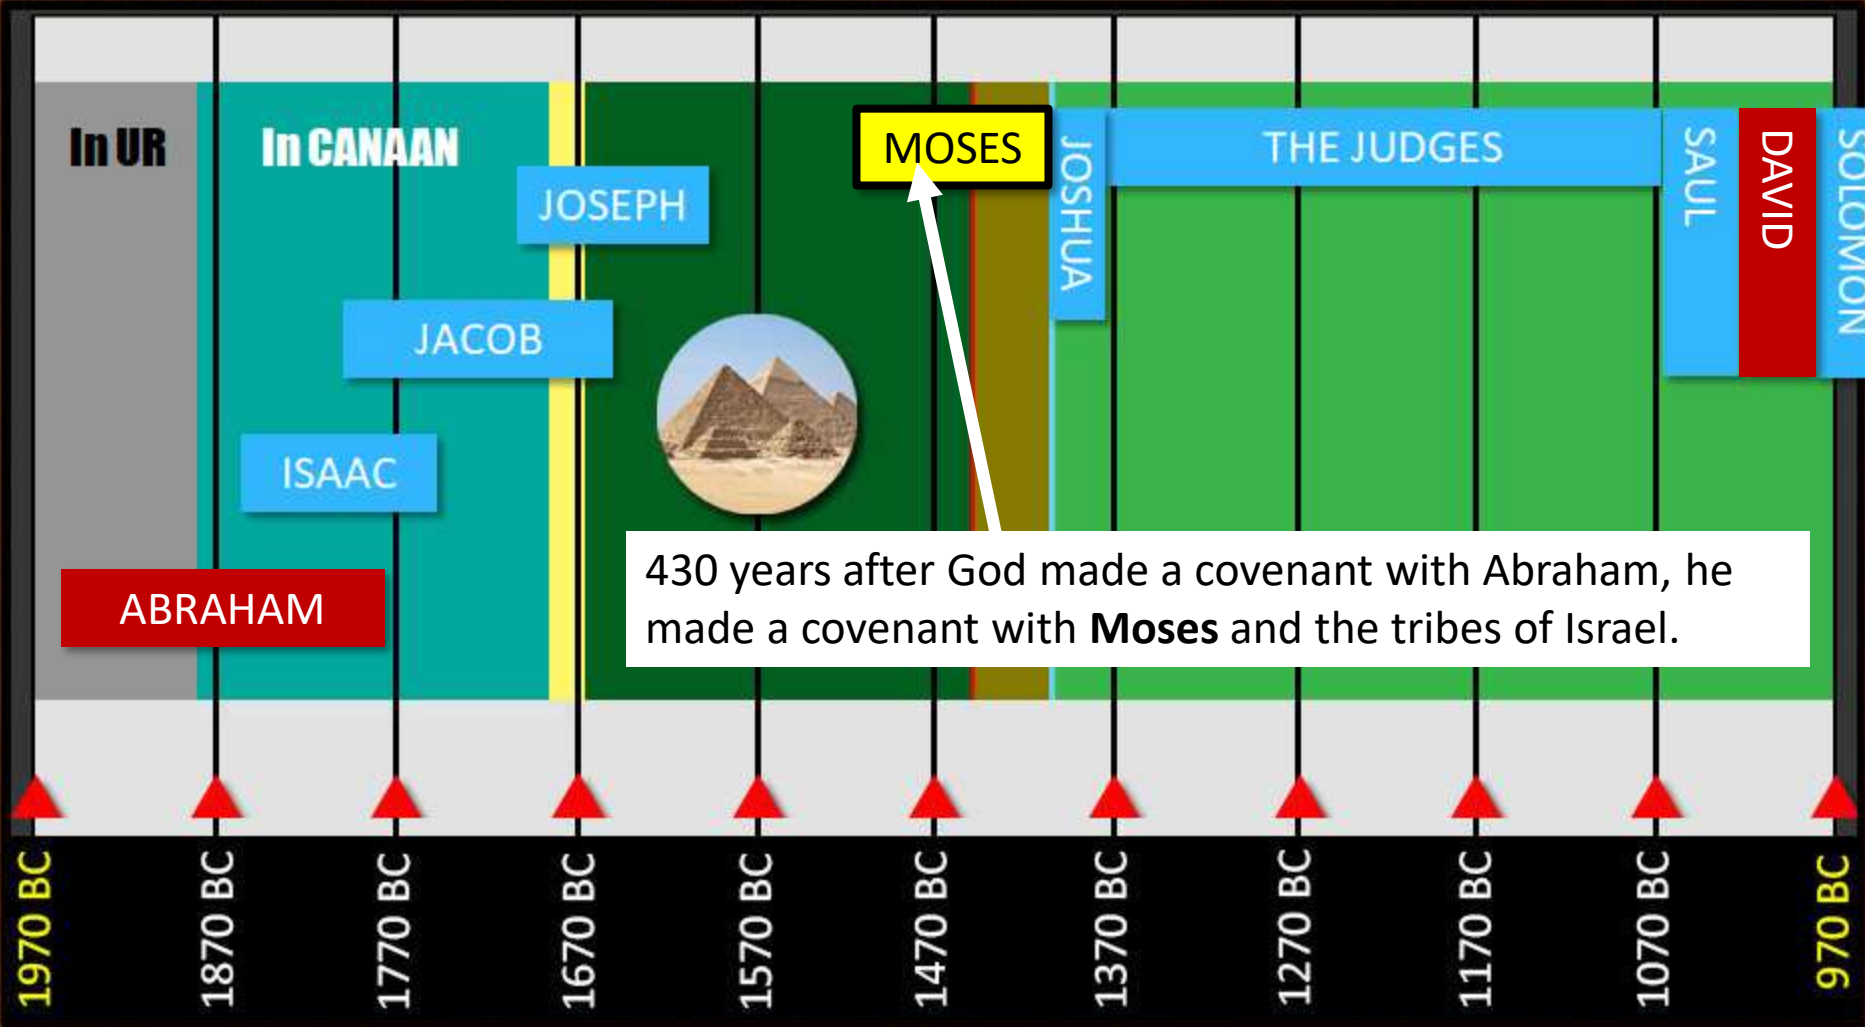 In UR
In CANAAN
MOSES
JOSHUA
THE JUDGES
SAUL
DAVID
SOLOMON
JOSEPH
JACOB
ISAAC
ABRAHAM
430 years after God made a covenant with Abraham, he
made a covenant with Moses and the tribes of Israel.
1970 BC
1870 BC
1770 BC
1670 BC
1570 BC
1470 BC
1370 BC
1270 BC
1170 BC
1070 BC
970 BC